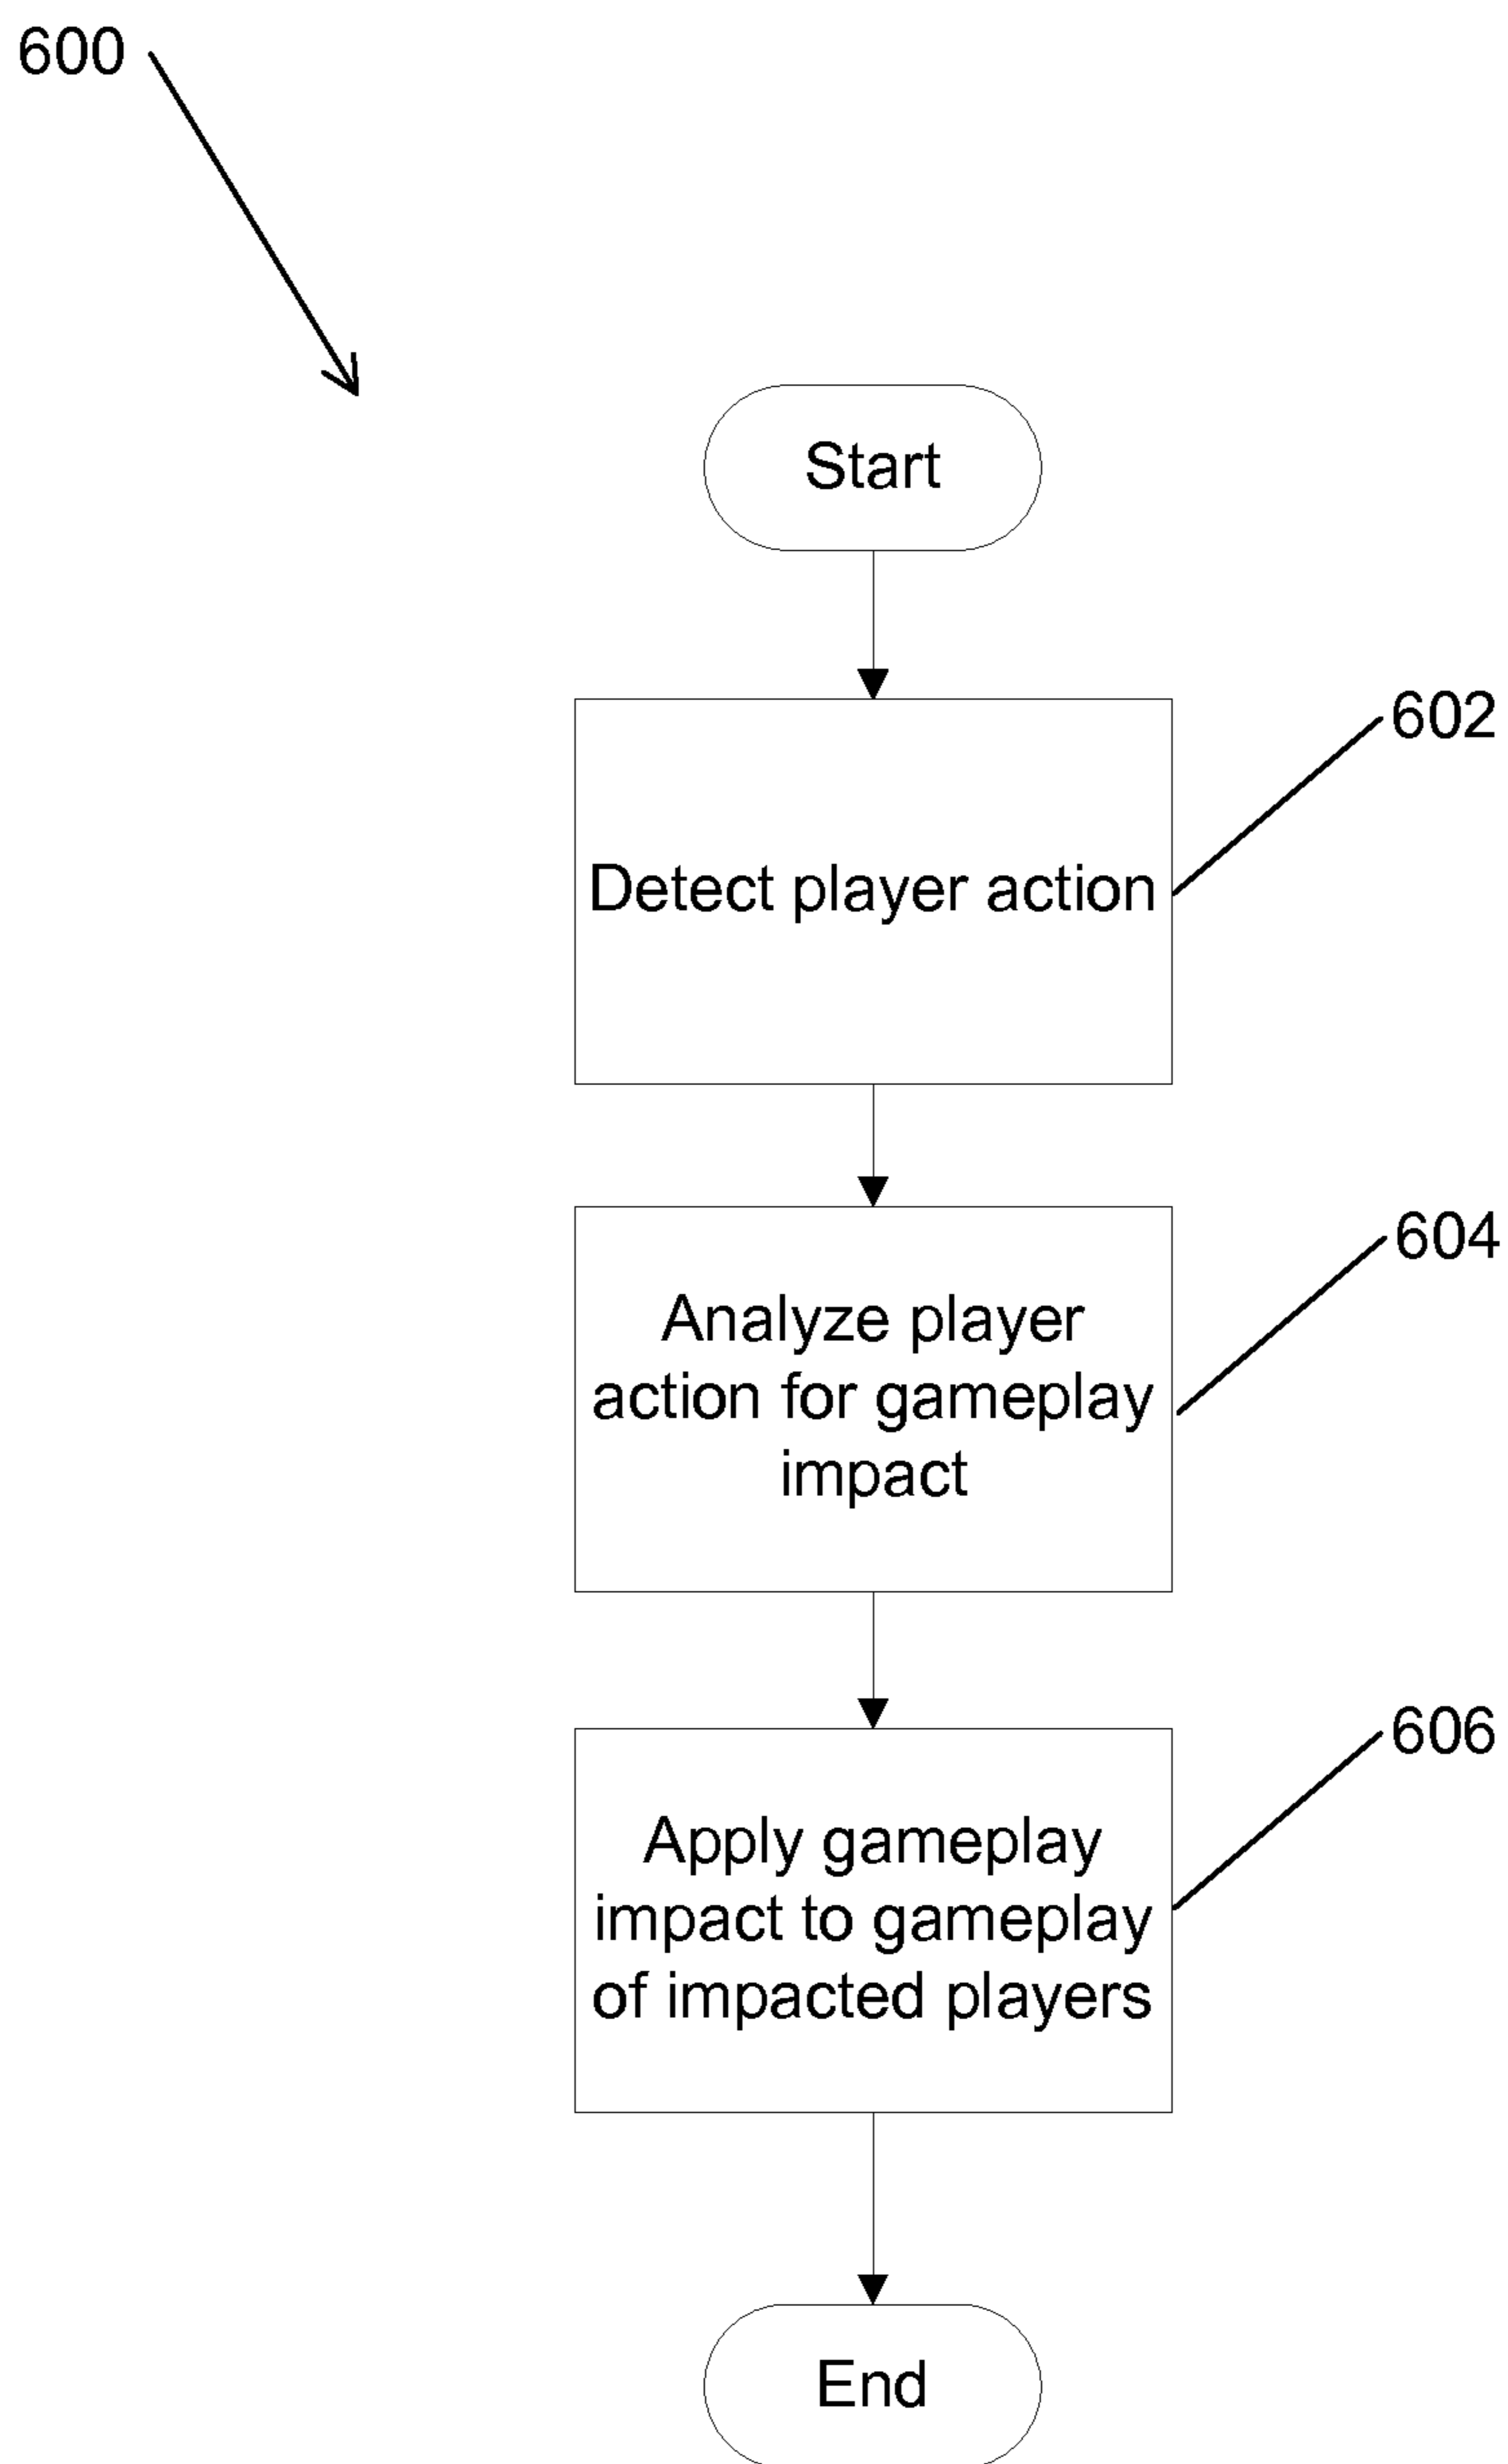 600
Start
602
Detect player action
604
Analyze player
action for gameplay
impact
606
Apply gameplay
impact to gameplay
of impacted players
End